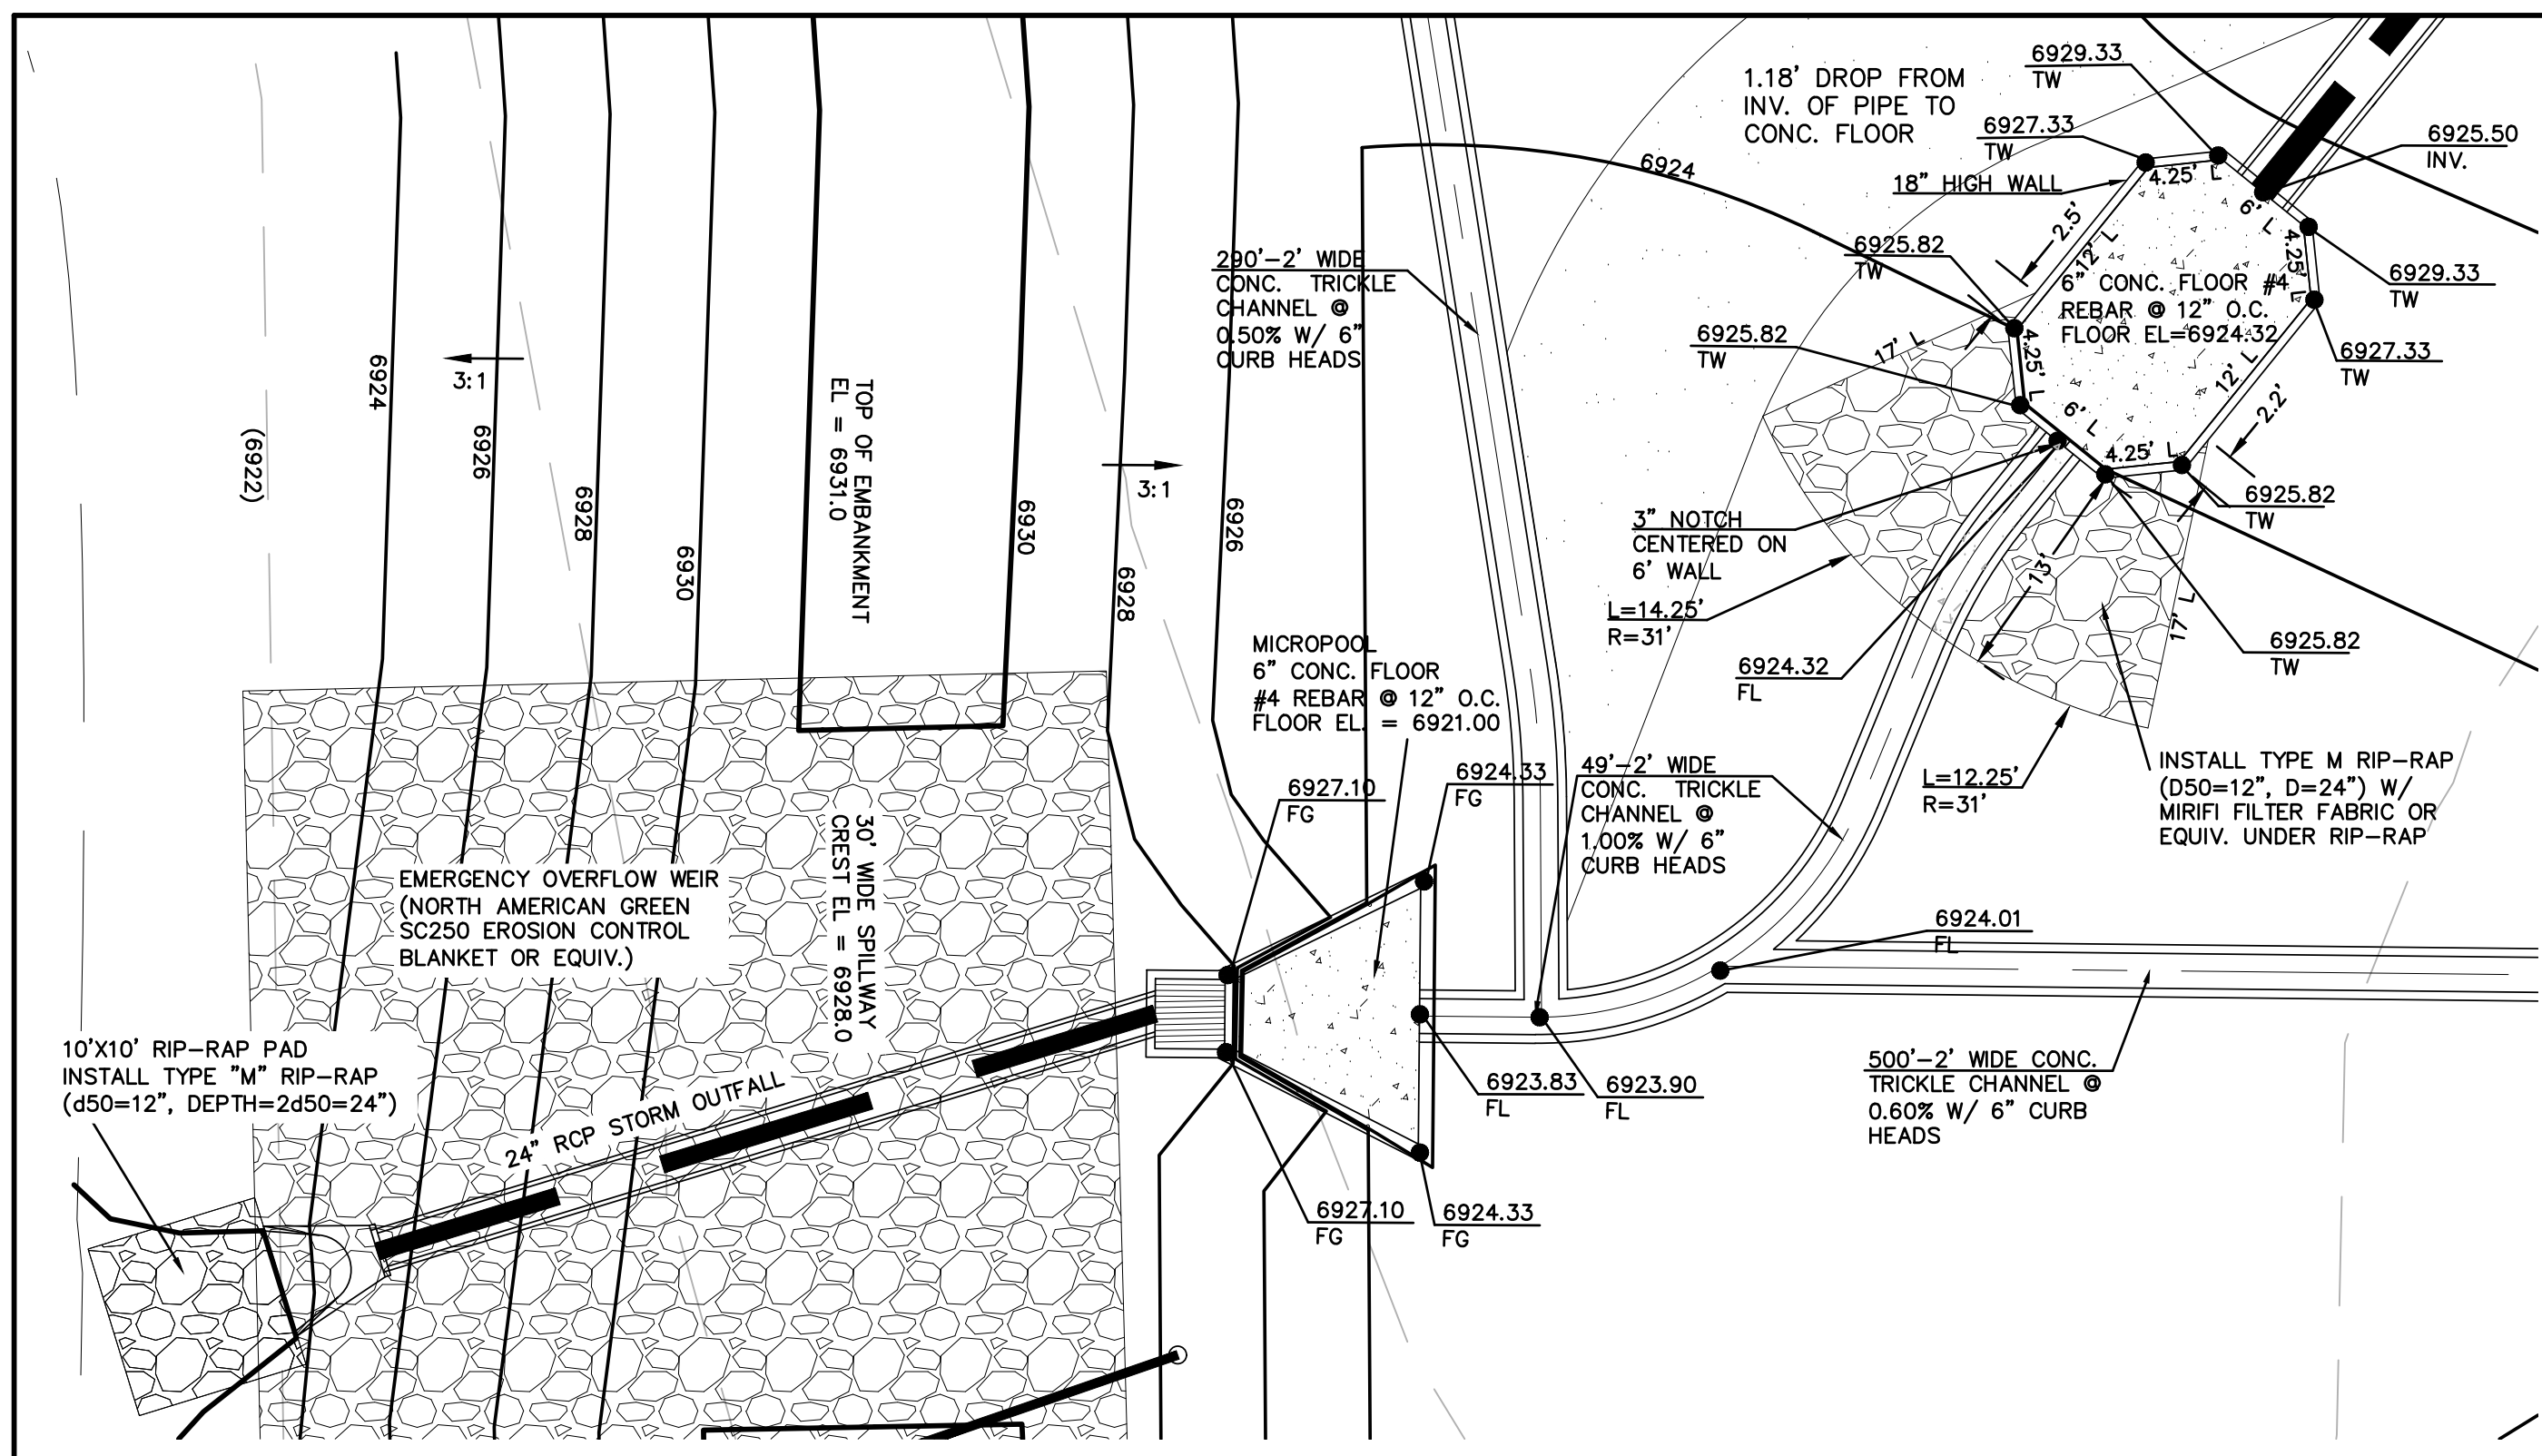 6929.33
TW
1.18' DROP FROM
INV. OF PIPE TO
CONC. FLOOR
6927.33
TW
6925.50
INV.
18" HIGH WALL
4.25' L
6' L
2.5'
12' L
4.25' L
6924
6925.82
TW
6929.33
TW
6" CONC. FLOOR #4
REBAR @ 12" O.C.
FLOOR EL=6924.32
290'-2' WIDE
CONC. TRICKLE
CHANNEL @
0.50% W/ 6"
CURB HEADS
6925.82
TW
17' L
4.25' L
12' L
6927.33
TW
6' L
2.2'
4.25' L
6925.82
TW
3" NOTCH
CENTERED ON
6' WALL
13'
17' L
L=14.25'
R=31'
6925.82
TW
6924.32
FL
3:1
3:1
(6922)
6924
6926
6928
6930
TOP OF EMBANKMENT
EL = 6931.0
6930
6928
6926
MICROPOOL
6" CONC. FLOOR
#4 REBAR @ 12" O.C.
FLOOR EL. = 6921.00
6927.10
FG
6924.33
FG
49'-2' WIDE
CONC. TRICKLE
CHANNEL @
1.00% W/ 6"
CURB HEADS
L=12.25'
R=31'
INSTALL TYPE M RIP-RAP
(D50=12", D=24") W/
MIRIFI FILTER FABRIC OR
EQUIV. UNDER RIP-RAP
EMERGENCY OVERFLOW WEIR
(NORTH AMERICAN GREEN
SC250 EROSION CONTROL
BLANKET OR EQUIV.)
30' WIDE SPILLWAY
CREST EL = 6928.0
6924.01
FL
10'X10' RIP-RAP PAD
INSTALL TYPE "M" RIP-RAP
(d50=12", DEPTH=2d50=24")
24" RCP STORM OUTFALL
6923.83
FL
6923.90
FL
500'-2' WIDE CONC.
TRICKLE CHANNEL @
0.60% W/ 6" CURB
HEADS
6927.10
FG
6924.33
FG